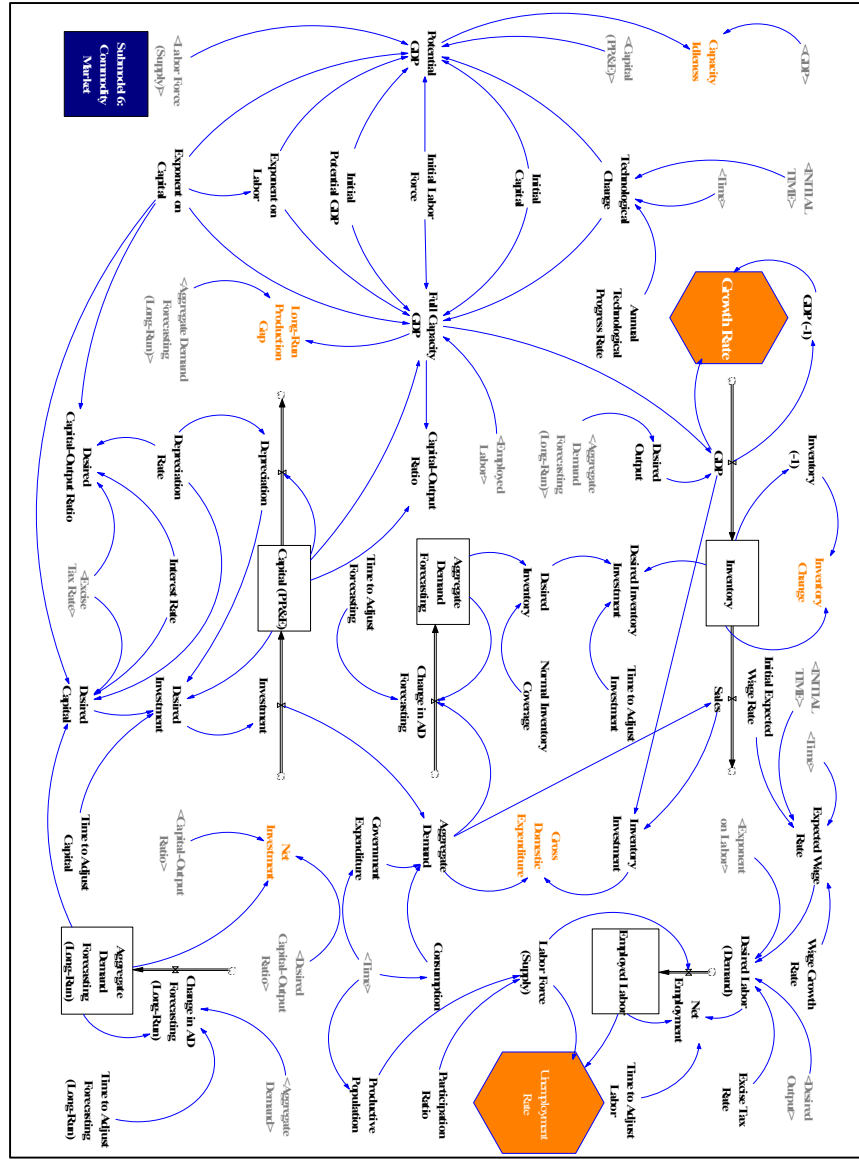 <GDP>
<INITIAL
TIME>
GDP (-1)
Inventory
(-1)
Inventory
Change
<INITIAL
TIME>
<Time>
Expected Wage
Rate
Wage Growth
Rate
<Desired
Output>
Capacity
Idleness
<Time>
Growth Rate
GDP
Inventory
Sales
Initial Expected
Wage Rate
<Exponent
on Labor>
Desired Labor
(Demand)
Net
Employment
Excise Tax
Rate
<Capital
(PP&E)>
Technological
Change
Annual
Technological
Progress Rate
Desired
Output
<Aggregate
Demand
Forecasting
(Long-Run)>
Desired Inventory
Investment
Time to Adjust
Investment
Inventory
Investment
Employed Labor
Time to Adjust
Labor
Initial
Capital
<Employed
Labor>
Desired
Inventory
Normal Inventory
Coverage
Gross
Domestic
Expenditure
Labor Force
(Supply)
Unemployment
Rate
Potential
GDP
Initial Labor
Force
Full Capacity
GDP
Capital-Output
Ratio
Aggregate
Demand
Forecasting
Change in AD
Forecasting
Aggregate
Demand
Consumption
Participation
Ratio
Initial
Potential GDP
Time to Adjust
Forecasting
Government
Expenditure
<Time>
Productive
Population
Exponent on
Labor
Long-Run
Production
Gap
Capital (PP&E)
Depreciation
Investment
Net
Investment
<Desired
Capital-Output
Ratio>
<Aggregate
Demand>
<Labor Force
(Supply)>
Exponent on
Capital
<Aggregate Demand
Forecasting
(Long-Run)>
Depreciation
Rate
Interest Rate
Desired
Investment
<Capital-Output
Ratio>
Change in AD
Forecasting
(Long-Run)
Submodel 6:
Commodity
Market
Desired
Capital-Output Ratio
<Excise
Tax Rate>
Desired
Capital
Time to Adjust
Capital
Aggregate
Demand
Forecasting
(Long-Run)
Time to Adjust
Forecasting
(Long-Run)